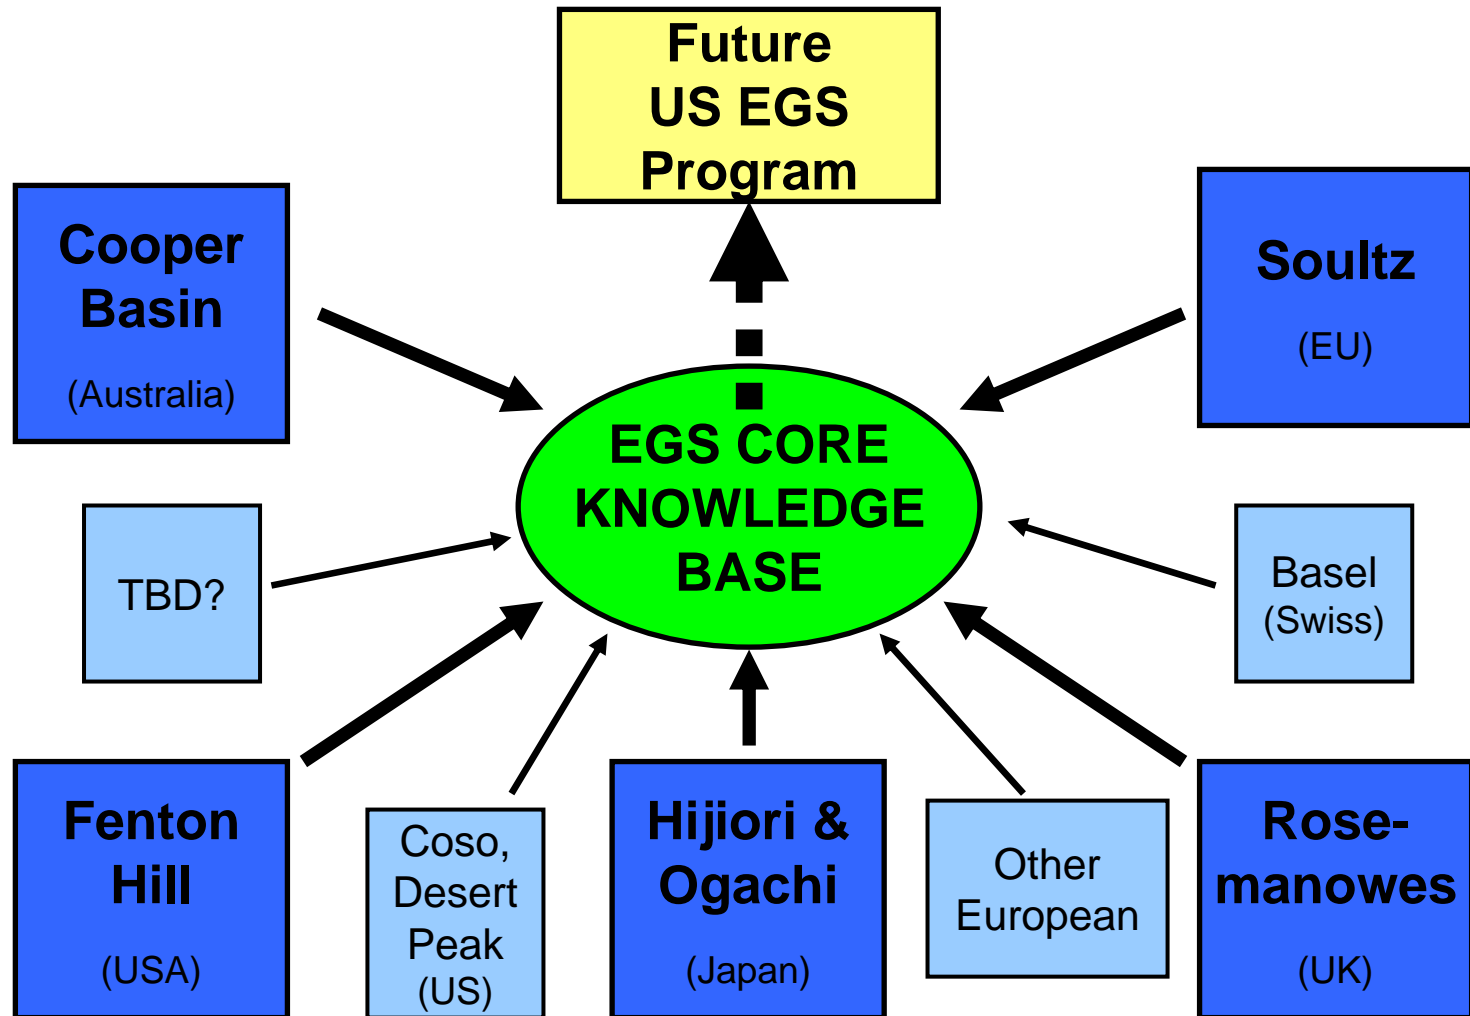 Future
US EGS
Program
Cooper
Basin
(Australia)
Soultz
(EU)
EGS CORE
KNOWLEDGE
BASE
TBD?
Basel
(Swiss)
Fenton
Hill
(USA)
Coso,
Desert
Peak
(US)
Hijiori &
Ogachi
(Japan)
Other
European
Rose-
manowes
(UK)